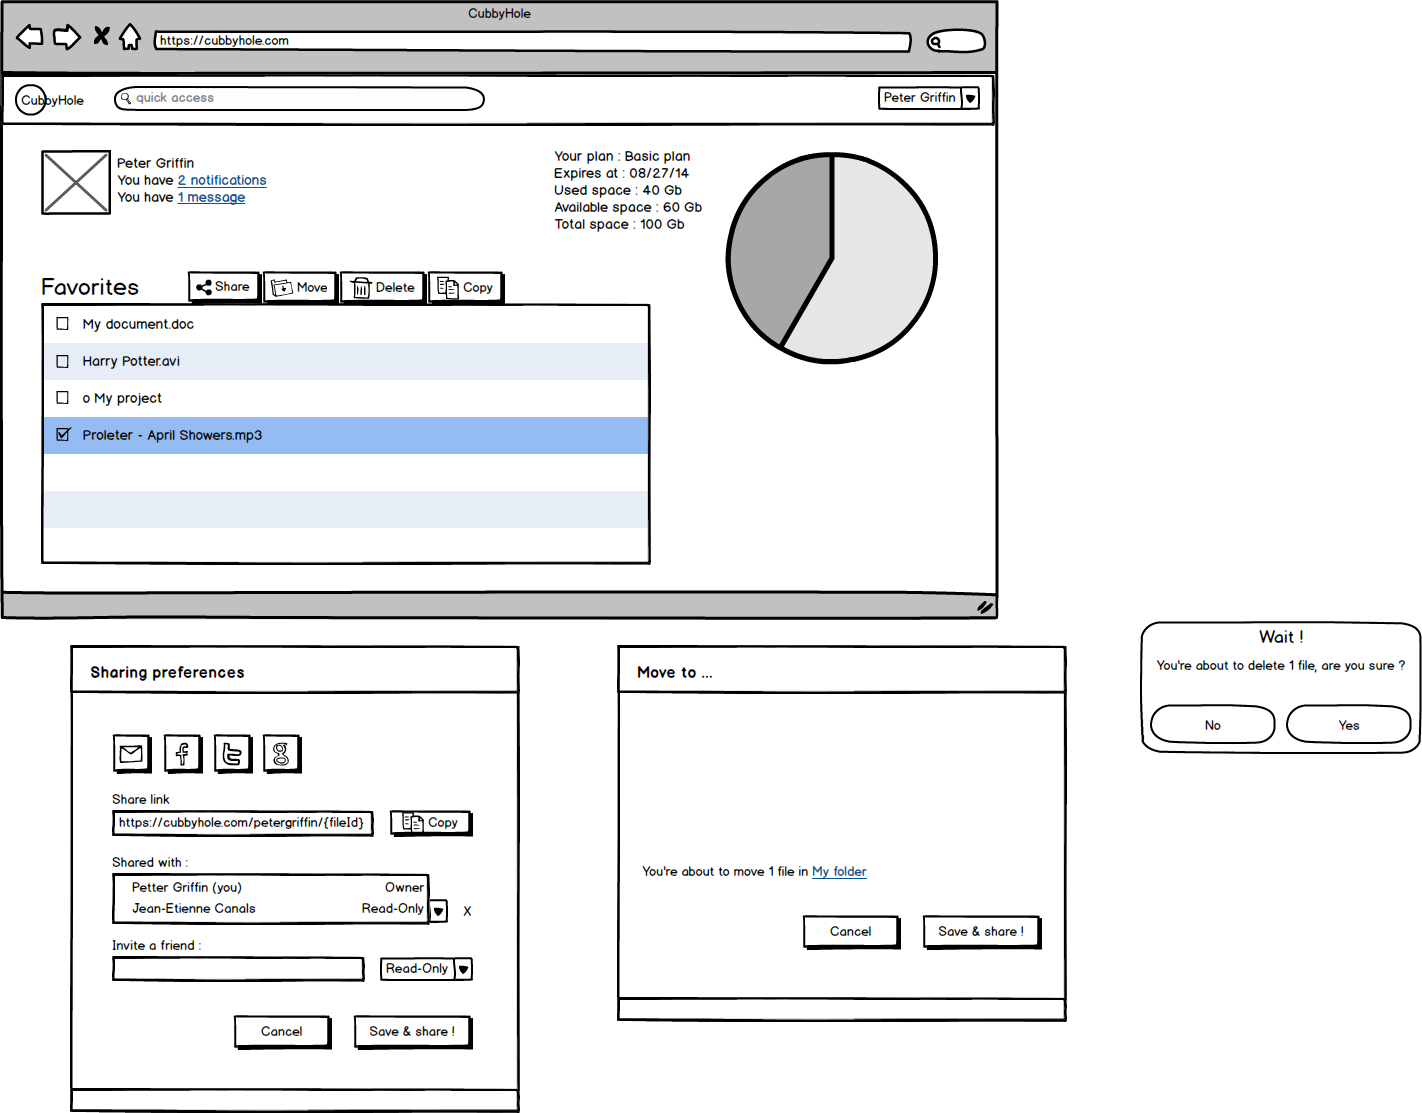 CubbyHole
https://cubbyhole.com
CubbyHole
quick access
Peter Griffin
Peter Griffin
You have 2 notifications
You have 1 message
Your plan : Basic plan
Expires at : 08/27/14
Used space : 40 Gb
Available space : 60 Gb
Total space : 100 Gb
Favorites
Share
Move
Delete
Copy
My document.doc
Harry Potter.avi
o My project
Proleter - April Showers.mp3
Sharing preferences
Share link
https://cubbyhole.com/petergriffin/{fileId}
Copy
Shared with :
Petter Griffin (you) Owner
Jean-Etienne Canals Read-Only X
Invite a friend :
Read-Only
Cancel
Save & share !
Move to ...
You're about to move 1 file in My folder
Cancel
Save & share !
Wait !
You're about to delete 1 file, are you sure ?
No
Yes